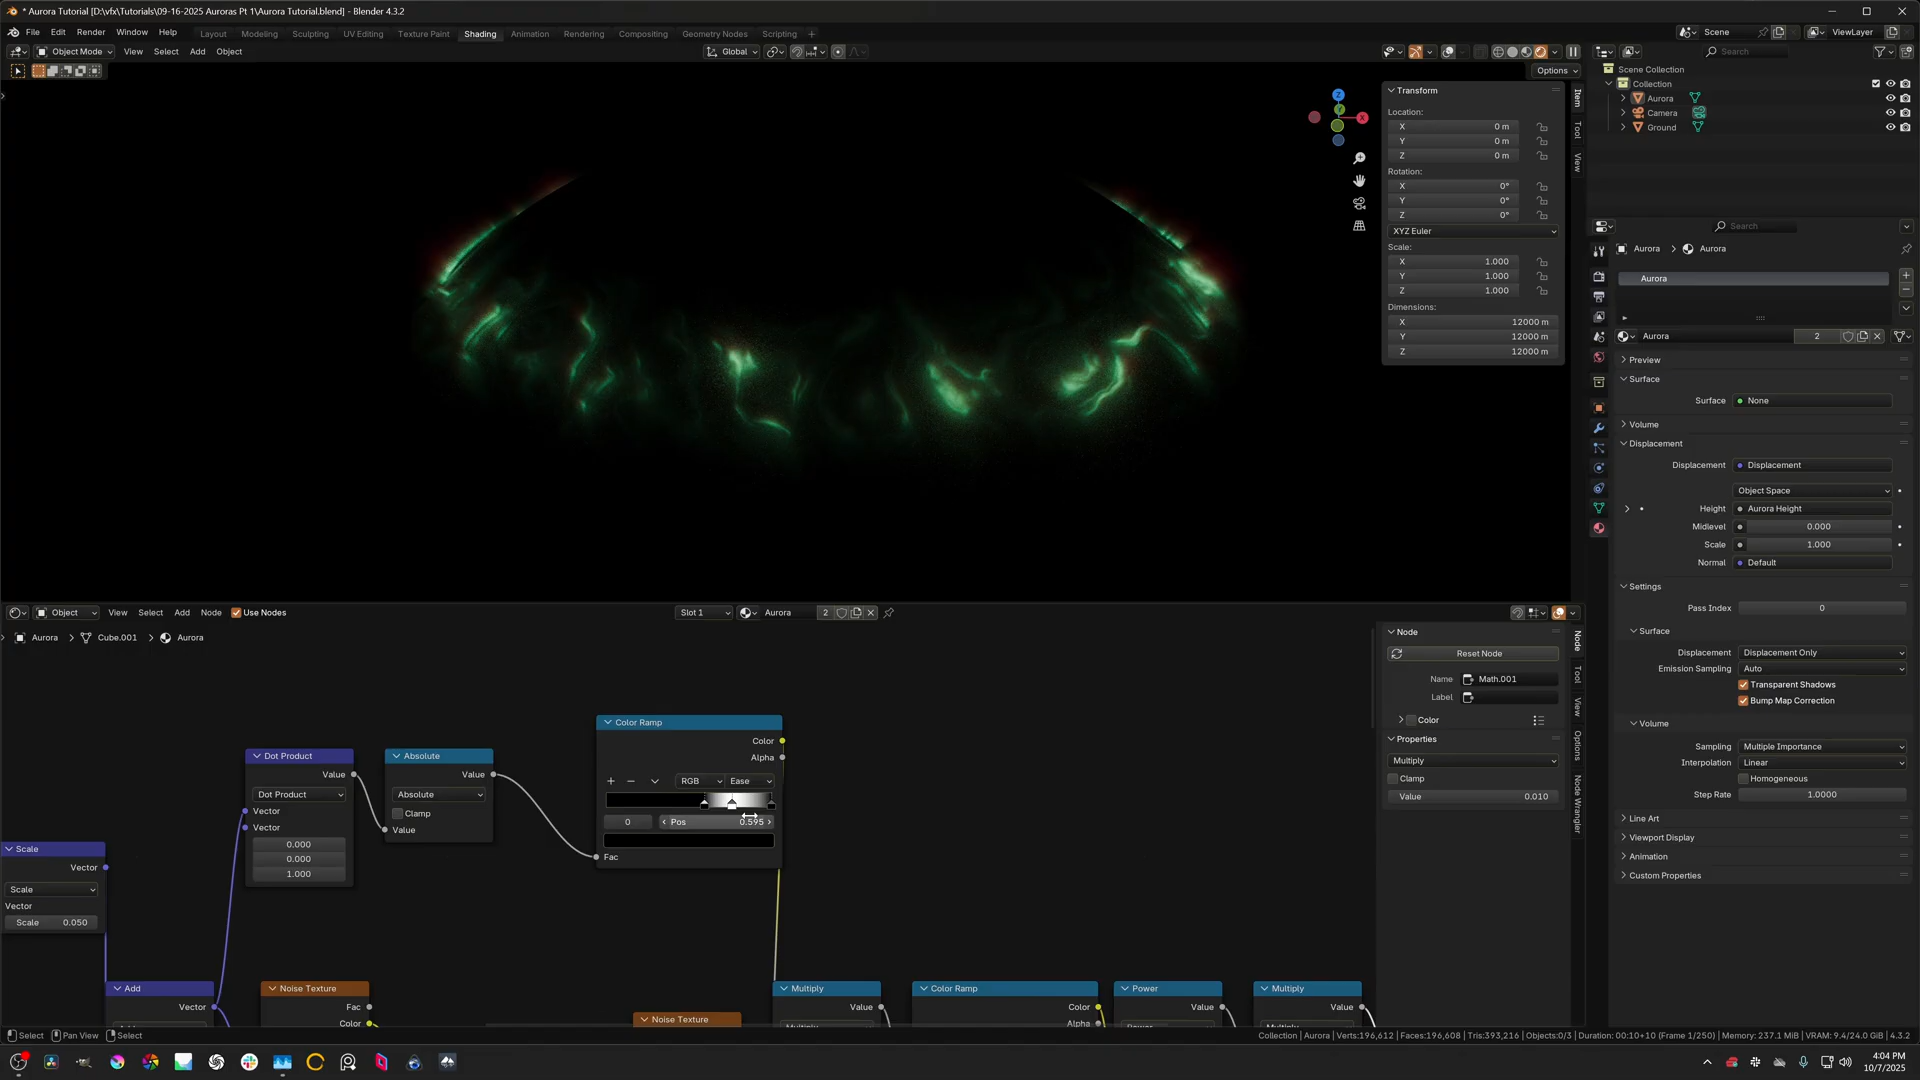 * Aurora Tutorial [D:\vfx\Tutorials\09-16-2025 Auroras Pt 1\Aurora Tutorial.blend] - Blender 4.3.2
File Edit Render Window Help
Layout Modeling Sculpting UV Editing Texture Paint Shading Animation Rendering Compositing Geometry Nodes Scripting +
Scene ViewLayer
Object Mode View Select Add Object
Global
Search
Options
Scene Collection
Collection
Aurora
Camera
Ground
Transform
Location:
X 0 m
Y 0 m
Z 0 m
Rotation:
X 0°
Y 0°
Z 0°
XYZ Euler
Scale:
X 1.000
Y 1.000
Z 1.000
Dimensions:
X 12000 m
Y 12000 m
Z 12000 m
Item
Tool
View
Z
X
Search
Aurora > Aurora
Aurora
Aurora 2
Preview
Surface
Surface None
Volume
Displacement
Displacement Displacement
Object Space
Height Aurora Height
Midlevel 0.000
Scale 1.000
Normal Default
Settings
Pass Index 0
Surface
Displacement Displacement Only
Emission Sampling Auto
Transparent Shadows
Bump Map Correction
Volume
Sampling Multiple Importance
Interpolation Linear
Homogeneous
Step Rate 1.0000
Line Art
Viewport Display
Animation
Custom Properties
Object View Select Add Node Use Nodes
Slot 1 Aurora 2
Aurora > Cube.001 > Aurora
Node
Reset Node
Name Math.001
Label
Color
Properties
Multiply
Clamp
Value 0.010
Node
Tool
View
Options
Node Wrangler
Color Ramp
Color
Alpha
RGB Ease
0 Pos 0.595
Fac
Dot Product
Value
Dot Product
Vector
Vector
0.000
0.000
1.000
Absolute
Value
Absolute
Clamp
Value
Scale
Vector
Scale
Vector
Scale 0.050
Add
Vector
Noise Texture
Fac
Color
Noise Texture
Multiply
Value
Color Ramp
Color
Alpha
Power
Value
Multiply
Value
Select Pan View Select
Collection | Aurora | Verts:196,612 | Faces:196,608 | Tris:393,216 | Objects:0/3 | Duration: 00:10+10 (Frame 1/250) | Memory: 237.1 MiB | VRAM: 9.4/24.0 GiB | 4.3.2
4:04 PM
10/7/2025